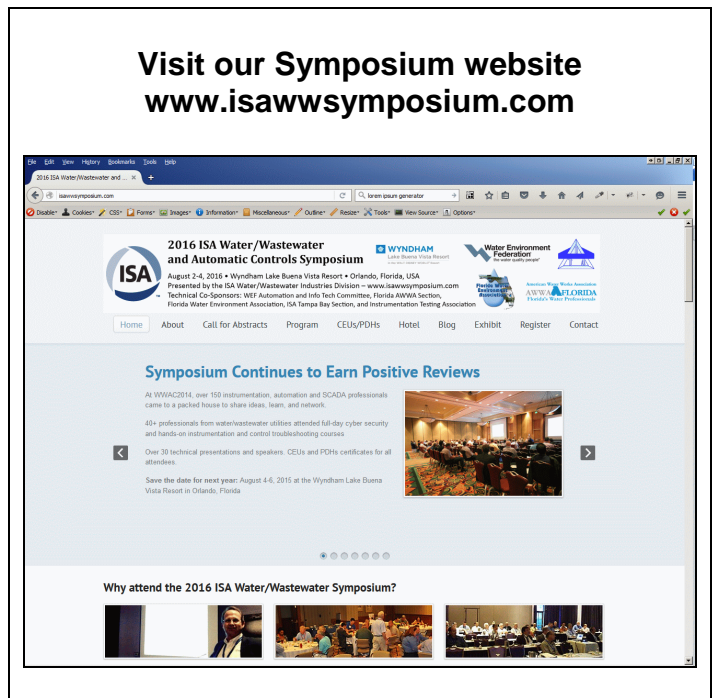 Visit our Symposium website
www.isawwsymposium.com
File Edit View History Bookmarks Tools Help
2016 ISA Water/Wastewater and ... × +
isawwsymposium.com
lorem ipsum generator
Disable Cookies CSS Forms Images Information Miscellaneous Outline Resize Tools View Source Options
2016 ISA Water/Wastewater
and Automatic Controls Symposium
August 2-4, 2016 • Wyndham Lake Buena Vista Resort • Orlando, Florida, USA
Presented by the ISA Water/Wastewater Industries Division – www.isawwsymposium.com
Technical Co-Sponsors: WEF Automation and Info Tech Committee, Florida AWWA Section,
Florida Water Environment Association, ISA Tampa Bay Section, and Instrumentation Testing Association
ISA
WYNDHAM
Lake Buena Vista Resort
Water Environment
Federation
the water quality people
Florida Water
Environment
Association
American Water Works Association
AWWA FLORIDA
Florida's Water Professionals
Home About Call for Abstracts Program CEUs/PDHs Hotel Blog Exhibit Register Contact
Symposium Continues to Earn Positive Reviews
At WWAC2014, over 150 instrumentation, automation and SCADA professionals
came to a packed house to share ideas, learn, and network.
40+ professionals from water/wastewater utilities attended full-day cyber security
and hands-on instrumentation and control troubleshooting courses
Over 30 technical presentations and speakers. CEUs and PDHs certificates for all
attendees.
Save the date for next year: August 4-6, 2015 at the Wyndham Lake Buena
Vista Resort in Orlando, Florida
Why attend the 2016 ISA Water/Wastewater Symposium?